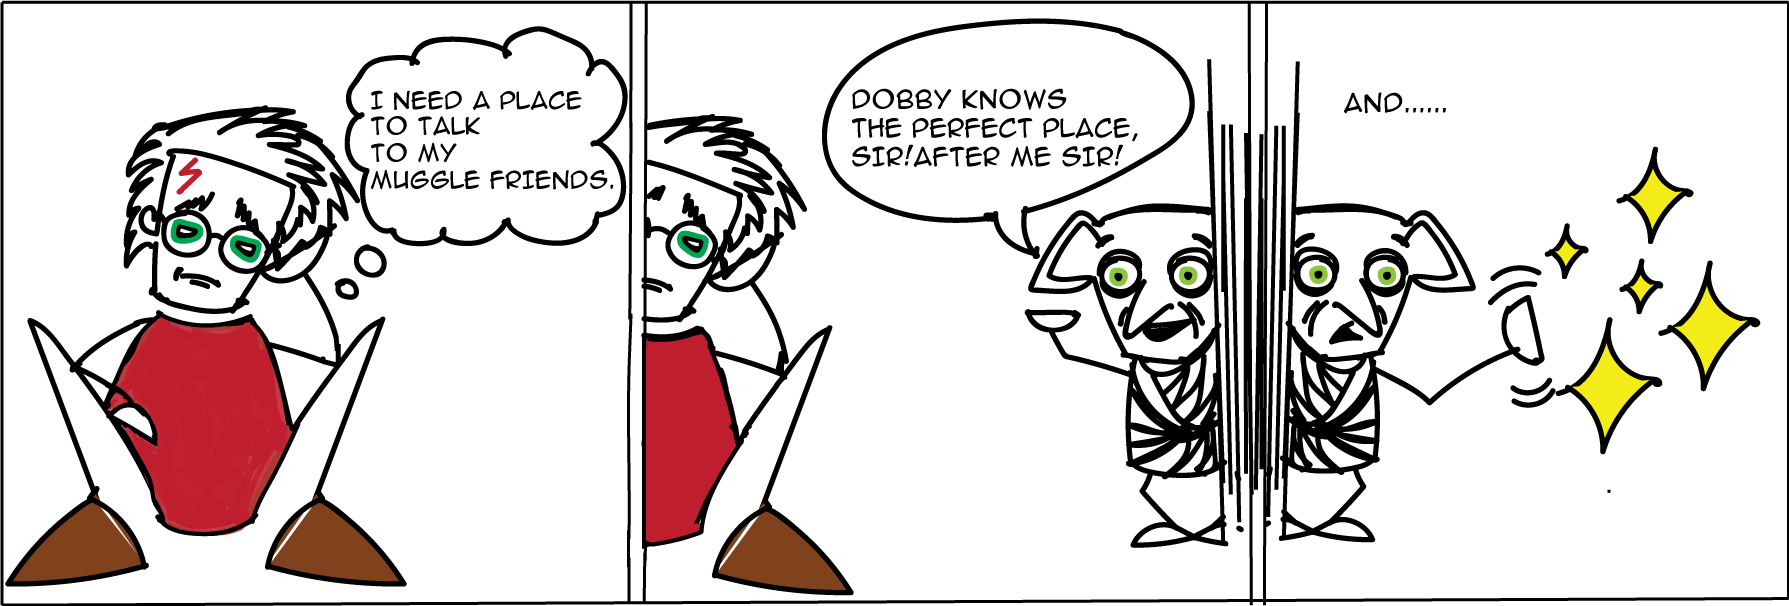 I NEED A PLACE
TO TALK
TO MY
MUGGLE FRIENDS.
DOBBY KNOWS
THE PERFECT PLACE,
SIR!AFTER ME SIR!
AND......